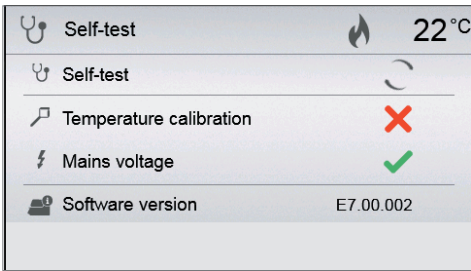 Self-test 22°C
Self-test
Temperature calibration
Mains voltage
Software version E7.00.002